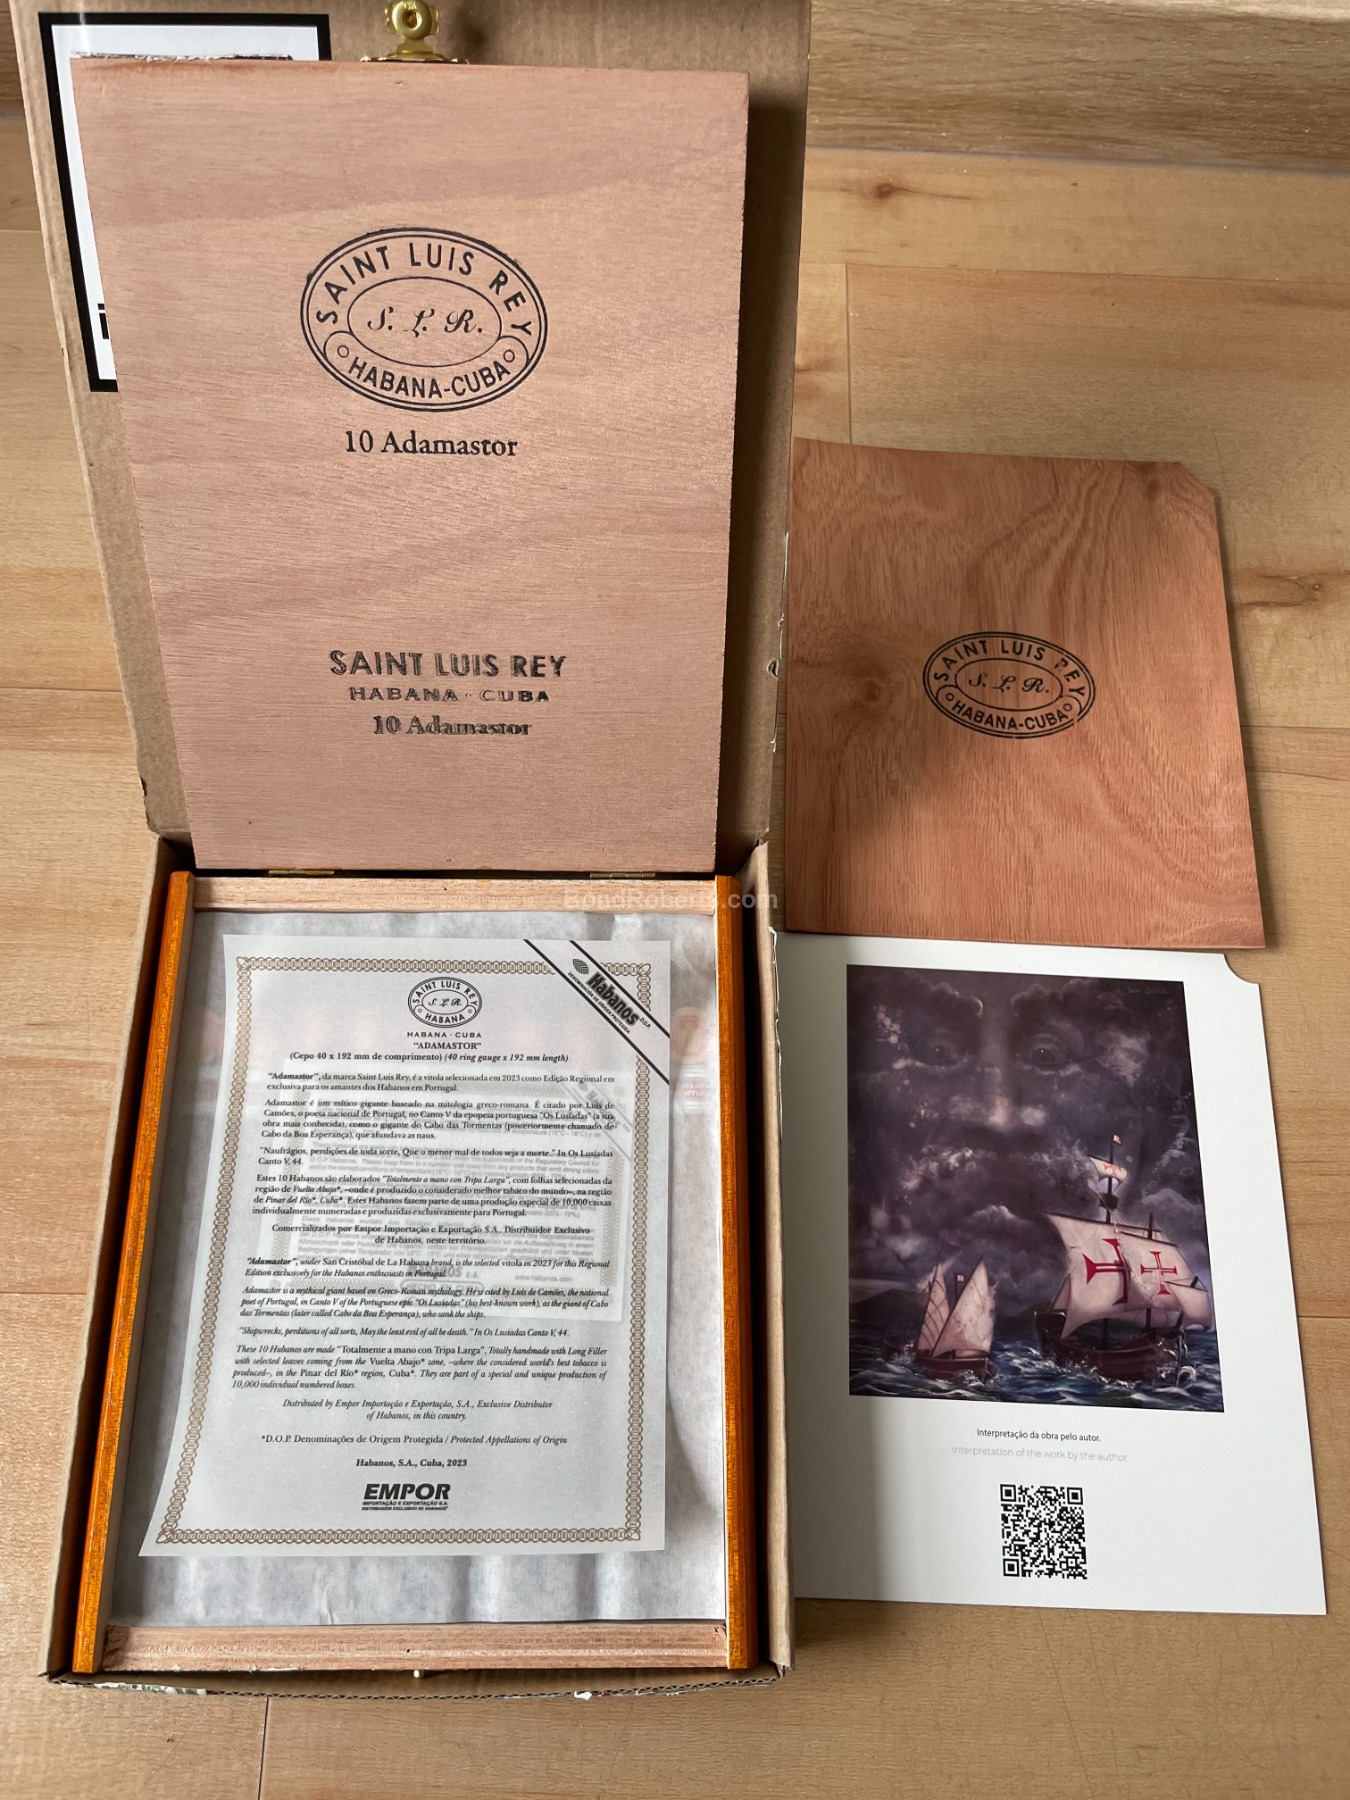 SAINT LUIS REY
S. L. R.
HABANA-CUBA
10 Adamastor
SAINT LUIS REY
HABANA · CUBA
10 Adamastor
SAINT LUIS REY
S. L. R.
HABANA-CUBA
BondRoberts.com
Habanos D.O.P.
DENOMINACIÓN DE ORIGEN PROTEGIDA
SAINT LUIS REY
S. L. R.
HABANA
HABANA · CUBA
"ADAMASTOR"
(Cepo 40 x 192 mm de comprimento) (40 ring gauge x 192 mm length)
"Adamastor", da marca Saint Luis Rey, é a vitola selecionada em 2023 como Edição Regional em
exclusiva para os amantes dos Habanos em Portugal.
Adamastor é um mítico gigante baseado na mitologia greco-romana. É citado por Luís de
Camões, o poeta nacional de Portugal, no Canto V da epopeia portuguesa "Os Lusíadas" (a sua
obra mais conhecida), como o gigante do Cabo das Tormentas (posteriormente chamado de
Cabo da Boa Esperança), que afundava as naus.
"Naufrágios, perdições de toda sorte, Que o menor mal de todos seja a morte." In Os Lusíadas
Canto V, 44.
Estes 10 Habanos são elaborados "Totalmente a mano con Tripa Larga", com folhas selecionadas da
região de Vuelta Abajo*, –onde é produzido o considerado melhor tabaco do mundo–, na região
de Pinar del Río*, Cuba*. Estes Habanos fazem parte de uma produção especial de 10,000 caixas
individualmente numeradas e produzidas exclusivamente para Portugal.
Comercializados por Empor Importação e Exportação S.A., Distribuidor Exclusivo
de Habanos, neste território.
"Adamastor", under San Cristóbal de La Habana brand, is the selected vitola in 2023 for this Regional
Edition exclusively for the Habanos enthusiasts in Portugal.
Adamastor is a mythical giant based on Greco-Roman mythology. He is cited by Luís de Camões, the national
poet of Portugal, in Canto V of the Portuguese epic "Os Lusíadas" (his best-known work), as the giant of Cabo
das Tormentas (later called Cabo da Boa Esperança), who sank the ships.
"Shipwrecks, perditions of all sorts, May the least evil of all be death." In Os Lusíadas Canto V, 44.
These 10 Habanos are made "Totalmente a mano con Tripa Larga", Totally handmade with Long Filler
with selected leaves coming from the Vuelta Abajo* zone, –where the considered world's best tobacco is
produced–, in the Pinar del Río* region, Cuba*. They are part of a special and unique production of
10,000 individual numbered boxes.
Distributed by Empor Importação e Exportação, S.A., Exclusive Distributor
of Habanos, in this country.
*D.O.P. Denominações de Origem Protegida / Protected Appellations of Origin
Habanos, S.A., Cuba, 2023
EMPOR
IMPORTAÇÃO E EXPORTAÇÃO S.A.
DISTRIBUIDOR EXCLUSIVO DE HABANOS
Interpretação da obra pelo autor.
Interpretation of the work by the author